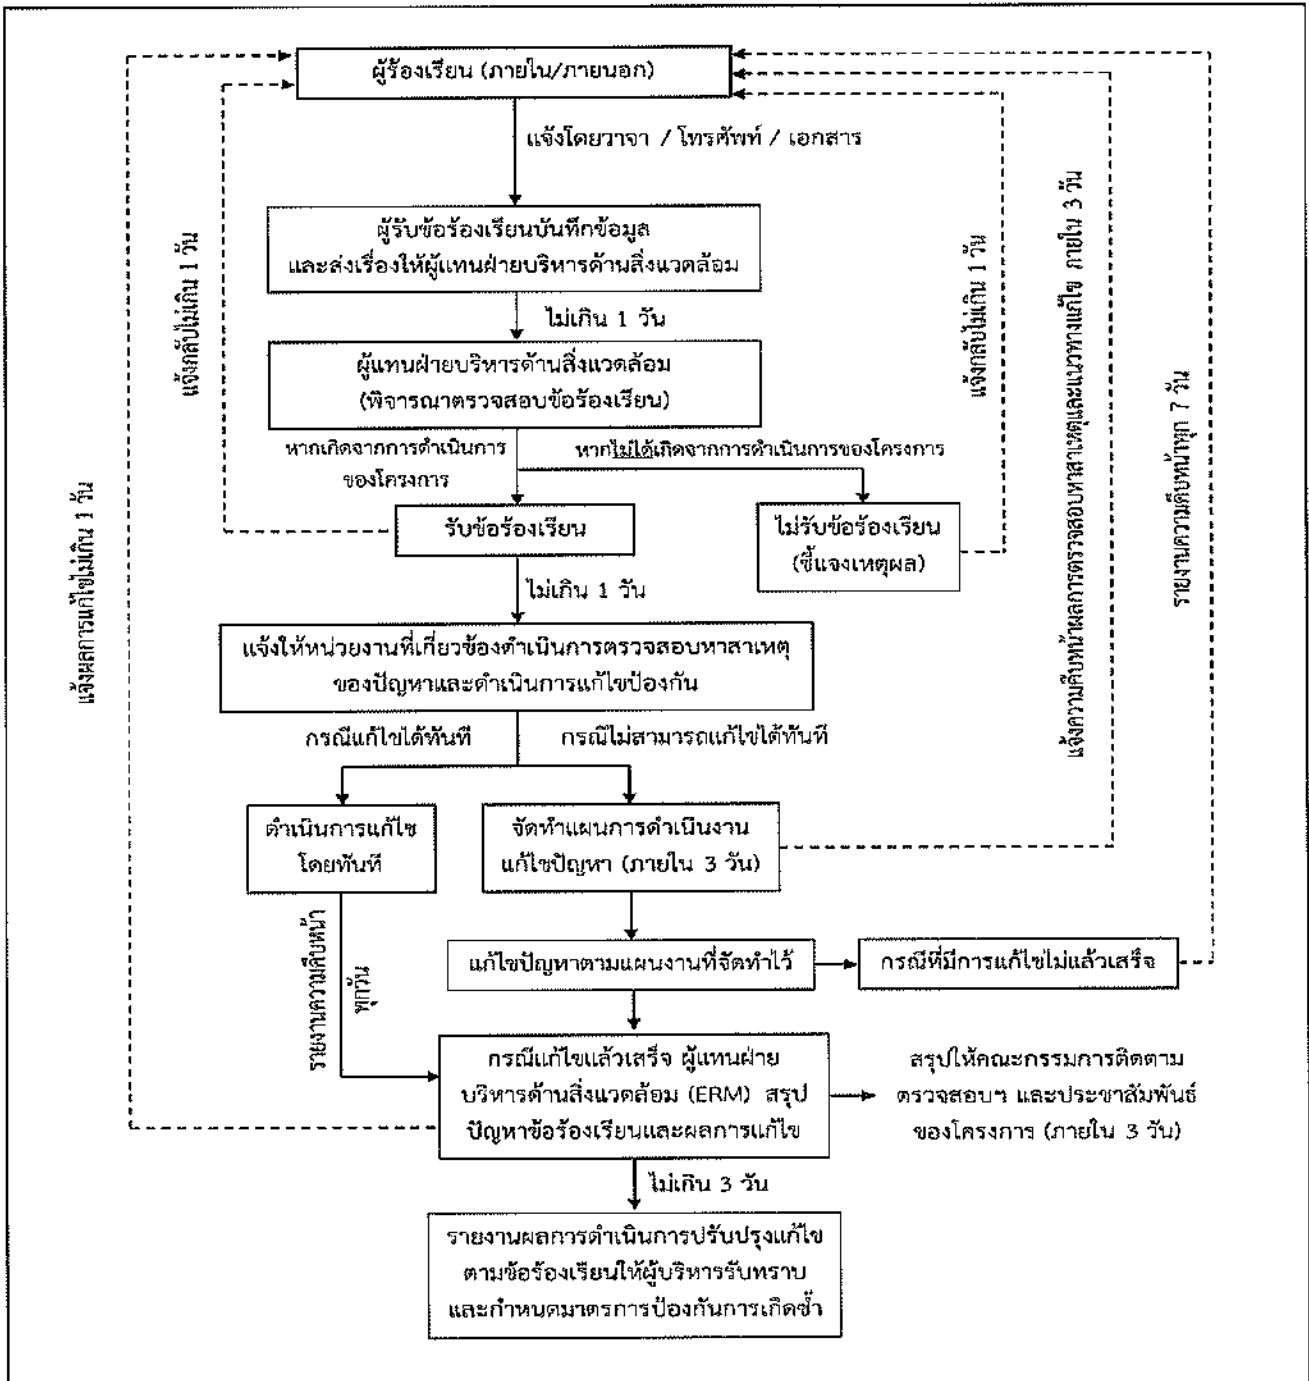 ผู้ร้องเรียน (ภายใน/ภายนอก)
แจ้งโดยวาจา / โทรศัพท์ / เอกสาร
ผู้รับข้อร้องเรียนบันทึกข้อมูล
และส่งเรื่องให้ผู้แทนฝ่ายบริหารด้านสิ่งแวดล้อม
ไม่เกิน 1 วัน
ผู้แทนฝ่ายบริหารด้านสิ่งแวดล้อม
(พิจารณาตรวจสอบข้อร้องเรียน)
หากเกิดจากการดำเนินการ
ของโครงการ
หากไม่ได้เกิดจากการดำเนินการของโครงการ
รับข้อร้องเรียน
ไม่รับข้อร้องเรียน
(ชี้แจงเหตุผล)
ไม่เกิน 1 วัน
แจ้งให้หน่วยงานที่เกี่ยวข้องดำเนินการตรวจสอบหาสาเหตุ
ของปัญหาและดำเนินการแก้ไขป้องกัน
กรณีแก้ไขได้ทันที
กรณีไม่สามารถแก้ไขได้ทันที
ดำเนินการแก้ไข
โดยทันที
จัดทำแผนการดำเนินงาน
แก้ไขปัญหา (ภายใน 3 วัน)
รายงานความคืบหน้า
ทุกวัน
แก้ไขปัญหาตามแผนงานที่จัดทำไว้
กรณีที่มีการแก้ไขไม่แล้วเสร็จ
กรณีแก้ไขแล้วเสร็จ ผู้แทนฝ่าย
บริหารด้านสิ่งแวดล้อม (ERM) สรุป
ปัญหาข้อร้องเรียนและผลการแก้ไข
สรุปให้คณะกรรมการติดตาม
ตรวจสอบฯ และประชาสัมพันธ์
ของโครงการ (ภายใน 3 วัน)
ไม่เกิน 3 วัน
รายงานผลการดำเนินการปรับปรุงแก้ไข
ตามข้อร้องเรียนให้ผู้บริหารรับทราบ
และกำหนดมาตรการป้องกันการเกิดซ้ำ
แจ้งผลการแก้ไขไม่เกิน 1 วัน
แจ้งกลับไม่เกิน 1 วัน
แจ้งกลับไม่เกิน 1 วัน
แจ้งความคืบหน้าผลการตรวจสอบหาสาเหตุและแนวทางแก้ไข ภายใน 3 วัน
รายงานความคืบหน้าทุก 7 วัน